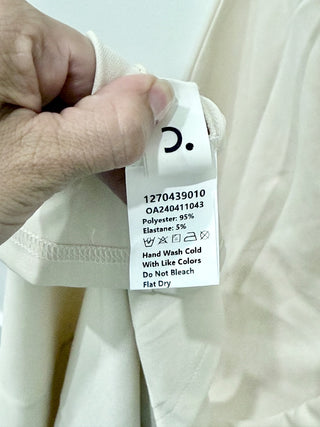 1270439010
OA240411043
Polyester: 95%
Elastane: 5%
Hand Wash Cold
With Like Colors
Do Not Bleach
Flat Dry